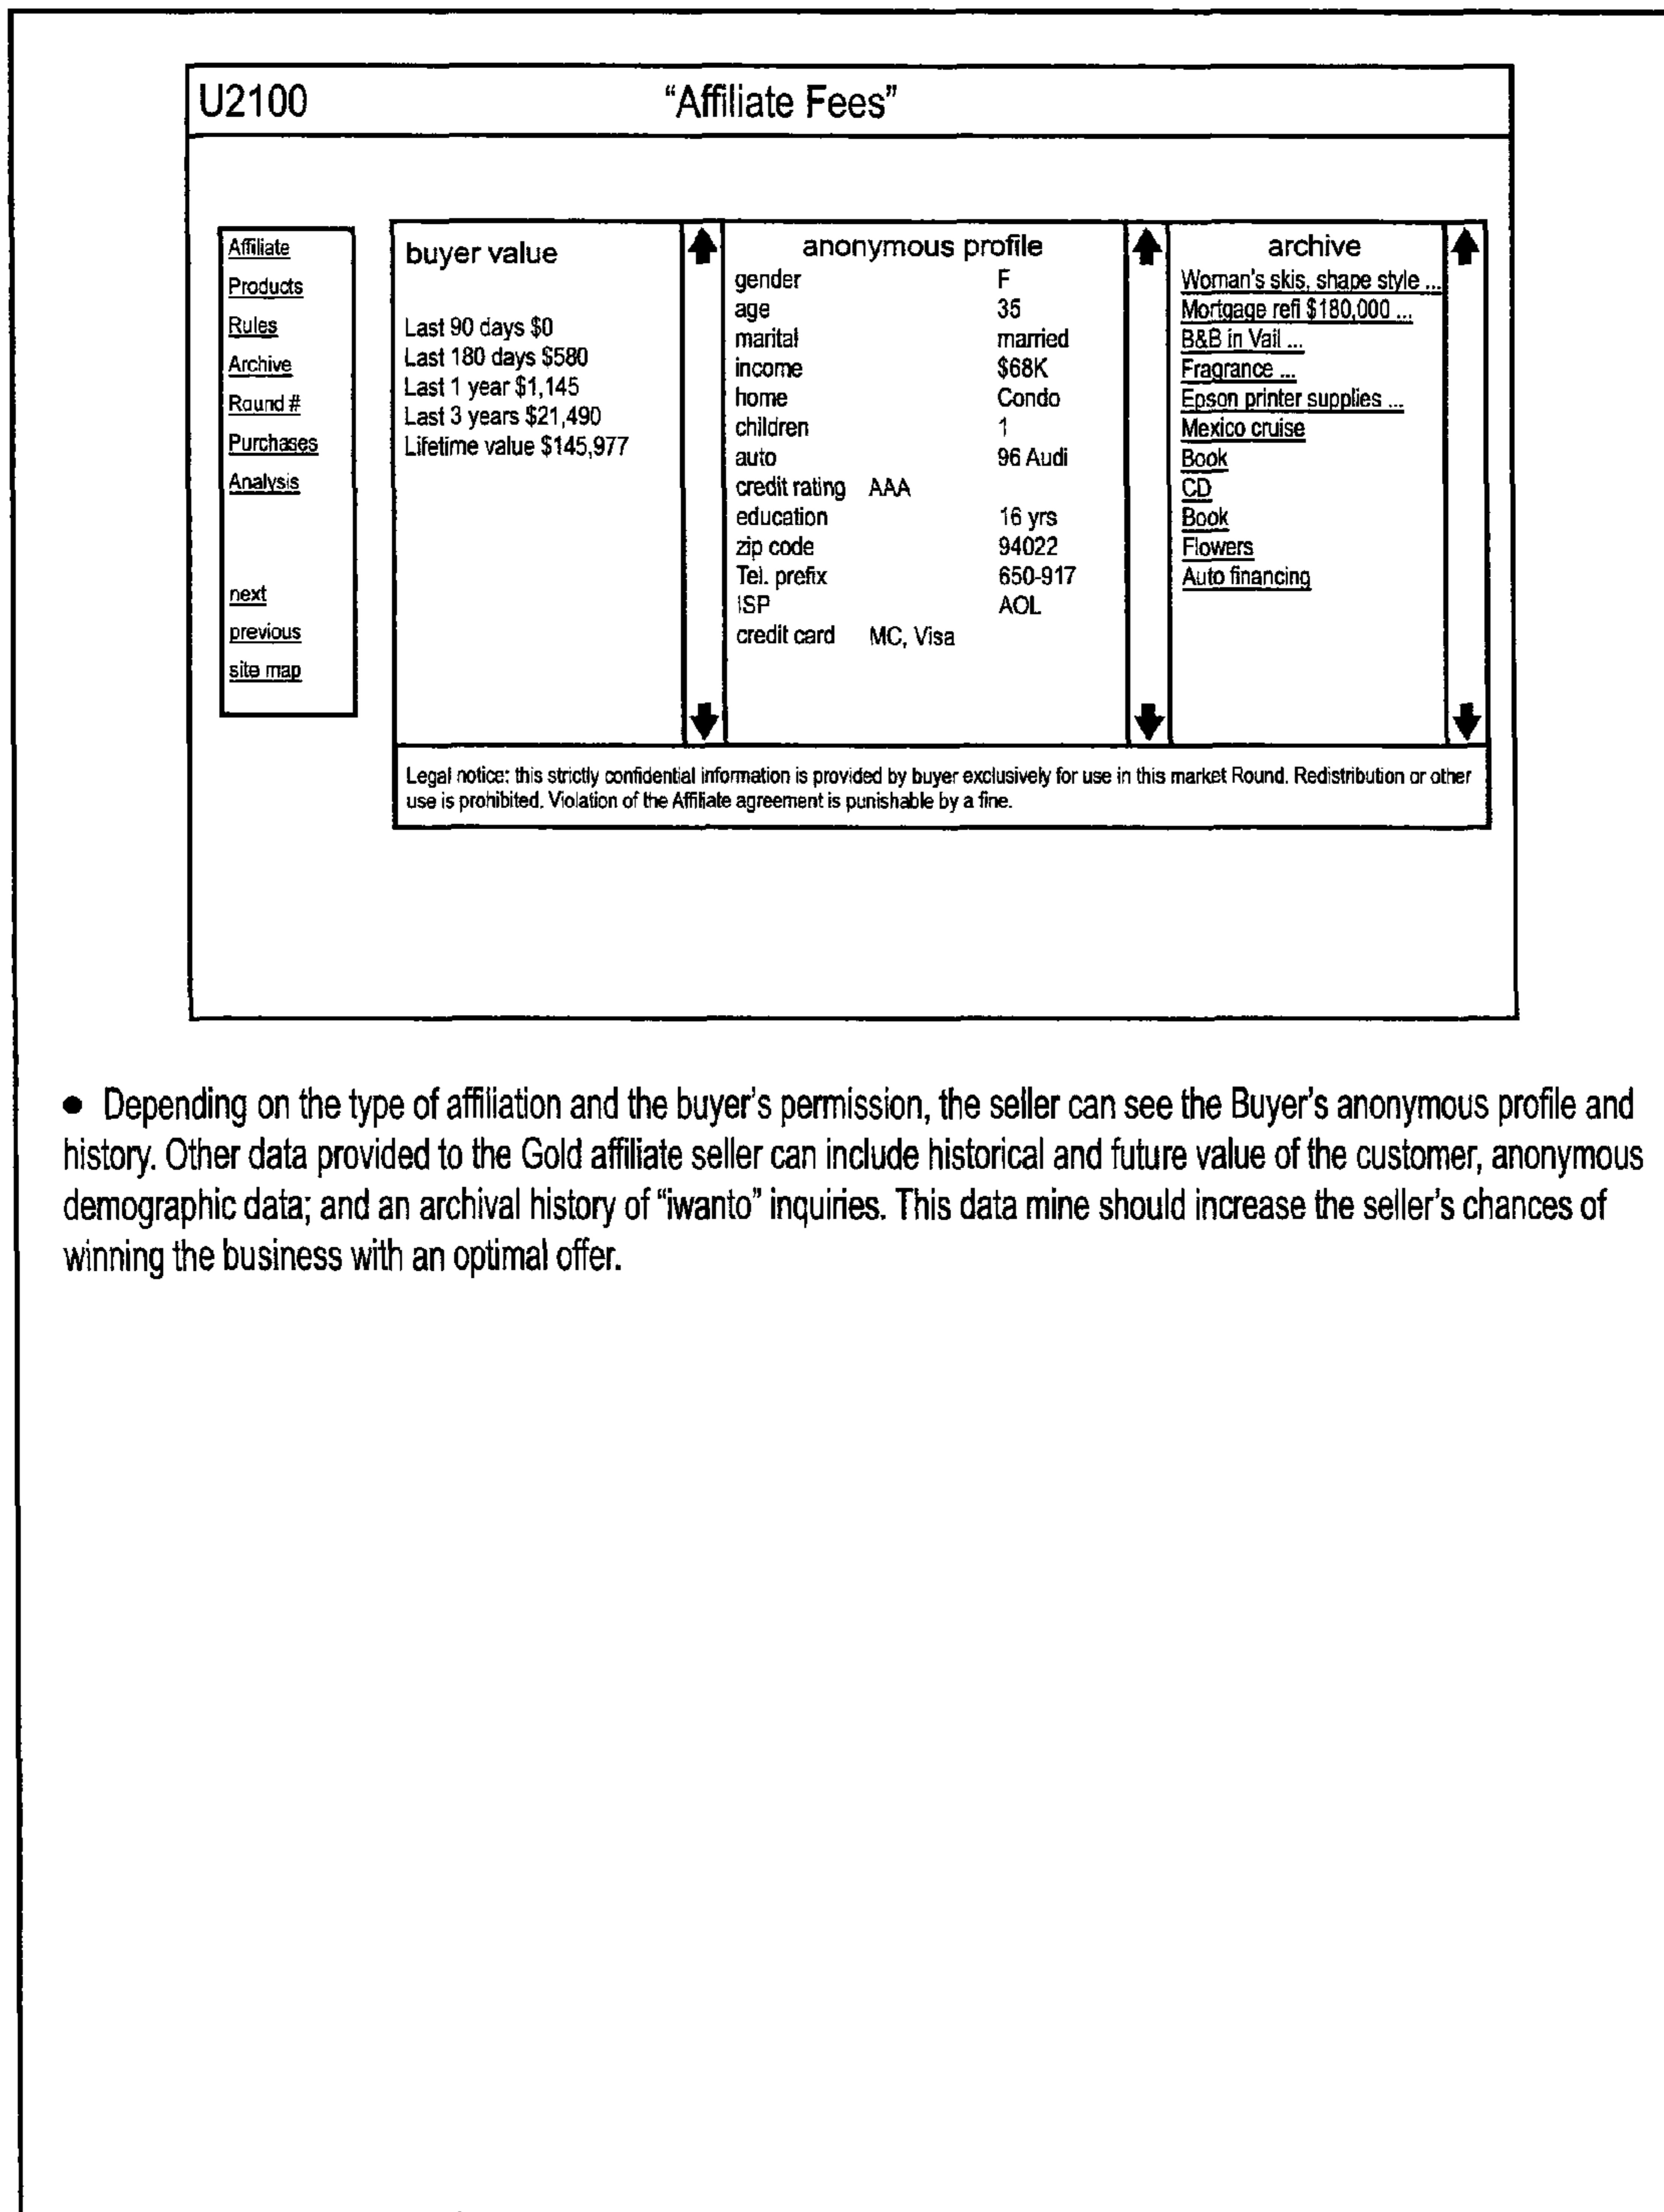 U2100 “Affiliate Fees”
Affiliate
Products
Rules
Archive
Round #
Purchases
Analysis
next
previous
site map
buyer value
Last 90 days $0
Last 180 days $580
Last 1 year $1,145
Last 3 years $21,490
Lifetime value $145,977
anonymous profile
gender F
age 35
marital married
income $68K
home Condo
children 1
auto 96 Audi
credit rating AAA
education 16 yrs
zip code 94022
Tel. prefix 650-917
ISP AOL
credit card MC, Visa
archive
Woman's skis, shape style ...
Mortgage refi $180,000 ...
B&B in Vail ...
Fragrance ...
Epson printer supplies ...
Mexico cruise
Book
CD
Book
Flowers
Auto financing
Legal notice: this strictly confidential information is provided by buyer exclusively for use in this market Round. Redistribution or other
use is prohibited. Violation of the Affiliate agreement is punishable by a fine.
● Depending on the type of affiliation and the buyer's permission, the seller can see the Buyer's anonymous profile and
history. Other data provided to the Gold affiliate seller can include historical and future value of the customer, anonymous
demographic data; and an archival history of “iwanto” inquiries. This data mine should increase the seller's chances of
winning the business with an optimal offer.